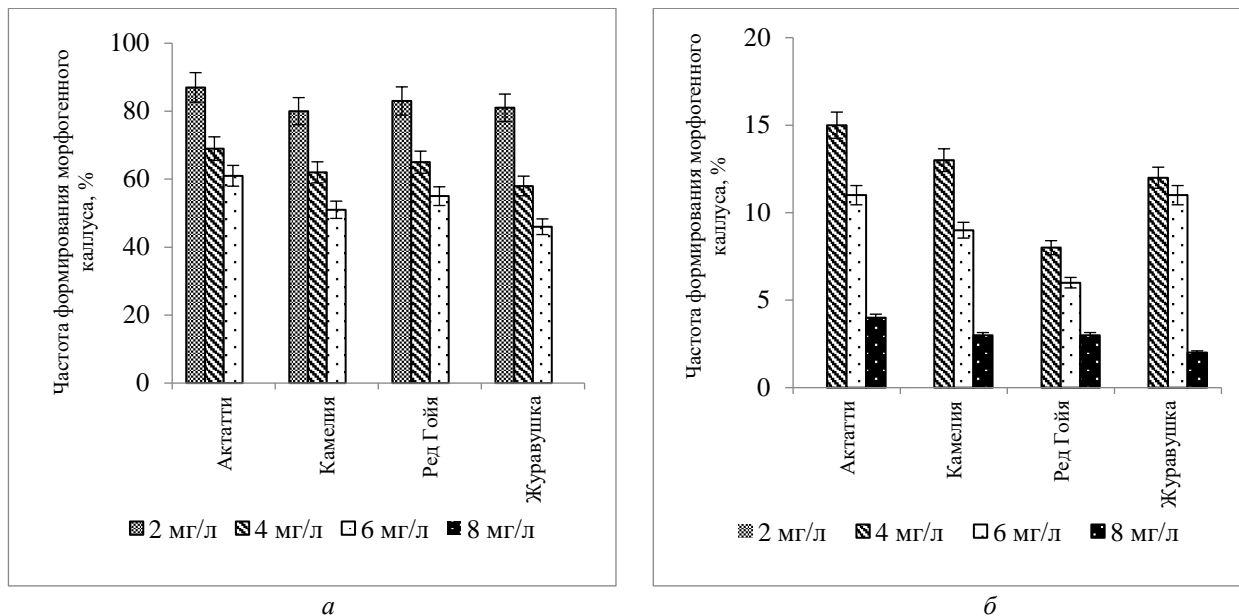 Частота формирования морфогенного
каллуса, %
100
80
60
40
20
0
Актатти
Камелия
Ред Гойя
Журавушка
2 мг/л 4 мг/л 6 мг/л 8 мг/л
а
Частота формирования морфогенного
каллуса, %
20
15
10
5
0
Актатти
Камелия
Ред Гойя
Журавушка
2 мг/л 4 мг/л 6 мг/л 8 мг/л
б